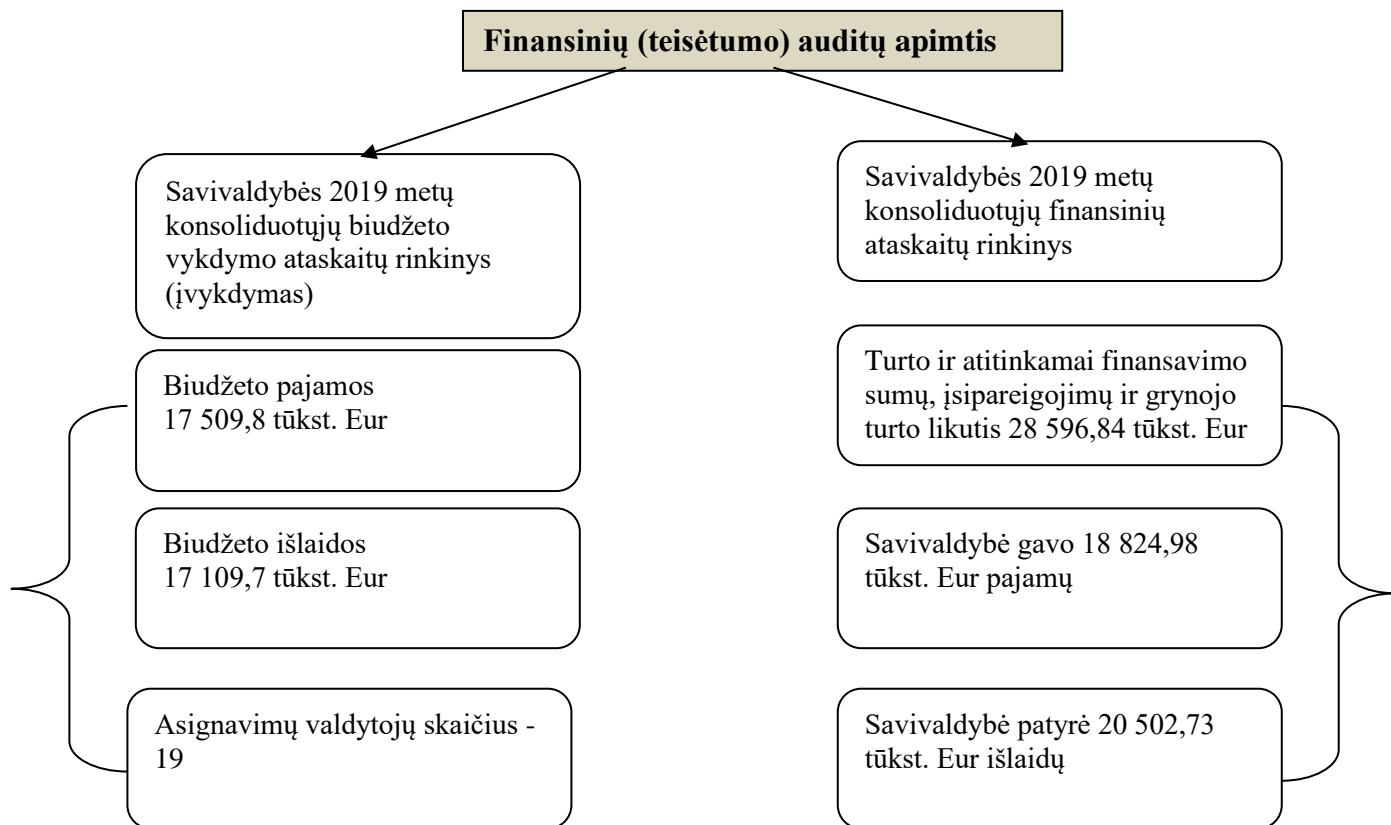 Finansinių (teisėtumo) auditų apimtis
Savivaldybės 2019 metų
konsoliduotųjų biudžeto
vykdymo ataskaitų rinkinys
(įvykdymas)
Biudžeto pajamos
17 509,8 tūkst. Eur
Biudžeto išlaidos
17 109,7 tūkst. Eur
Asignavimų valdytojų skaičius -
19
Savivaldybės 2019 metų
konsoliduotųjų finansinių
ataskaitų rinkinys
Turto ir atitinkamai finansavimo
sumų, įsipareigojimų ir grynojo
turto likutis 28 596,84 tūkst. Eur
Savivaldybė gavo 18 824,98
tūkst. Eur pajamų
Savivaldybė patyrė 20 502,73
tūkst. Eur išlaidų